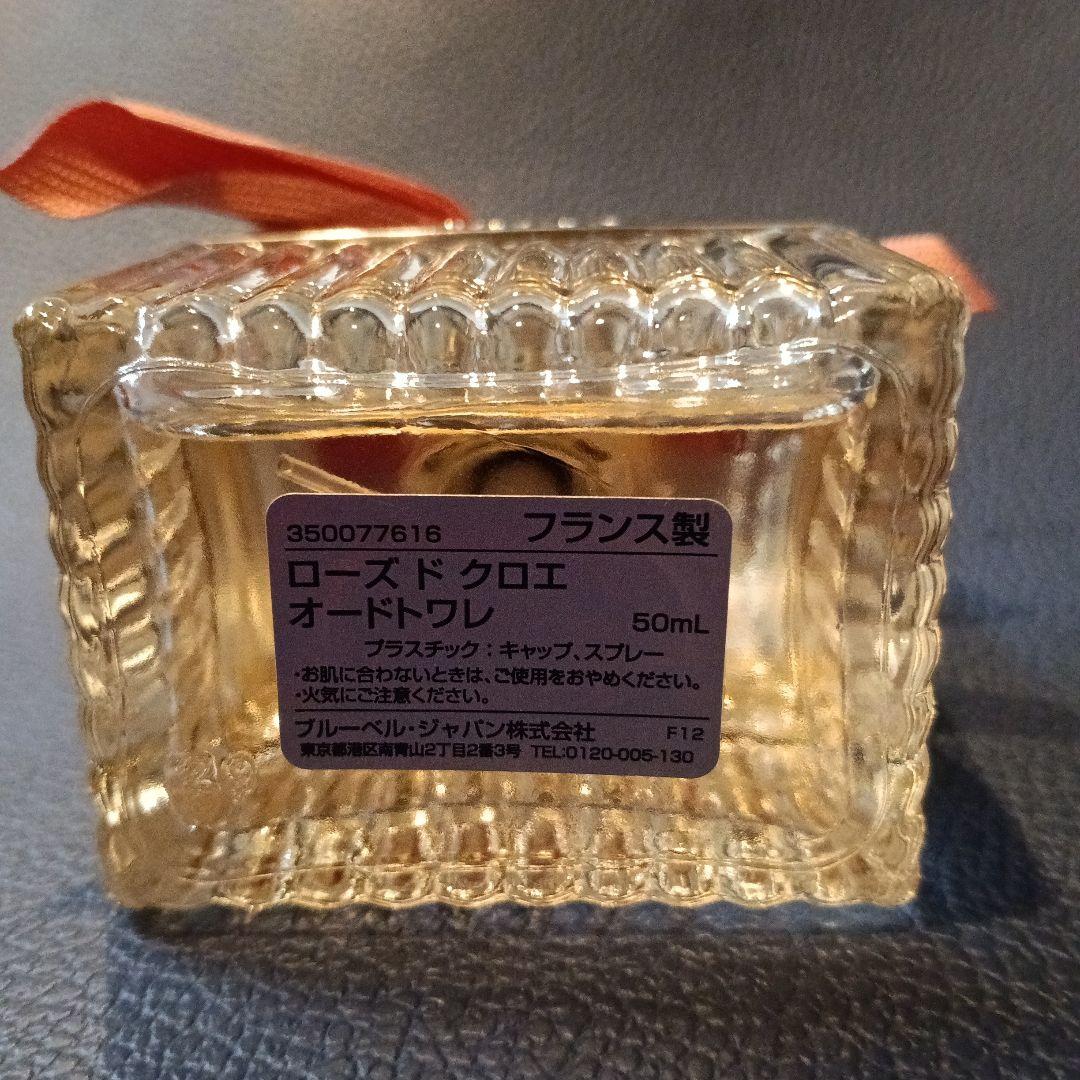 350077616 フランス製
ローズ ド クロエ
オードトワレ 50mL
プラスチック：キャップ、スプレー
・お肌に合わないときは、ご使用をおやめください。
・火気にご注意ください。
ブルーベル・ジャパン株式会社 F12
東京都港区南青山2丁目2番3号 TEL:0120-005-130